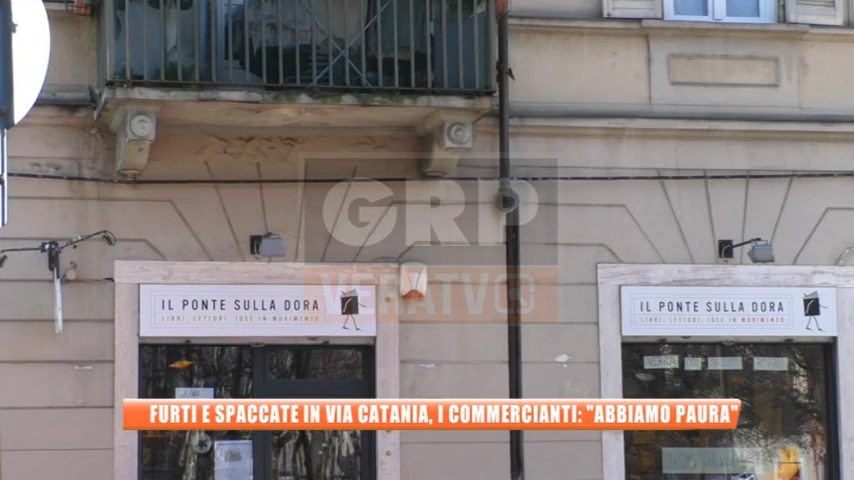 GRP
VERATV
IL PONTE SULLA DORA
LIBRI, LETTORI, IDEE IN MOVIMENTO
IL PONTE SULLA DORA
LIBRI, LETTORI, IDEE IN MOVIMENTO
FURTI E SPACCATE IN VIA CATANIA, I COMMERCIANTI: "ABBIAMO PAURA"